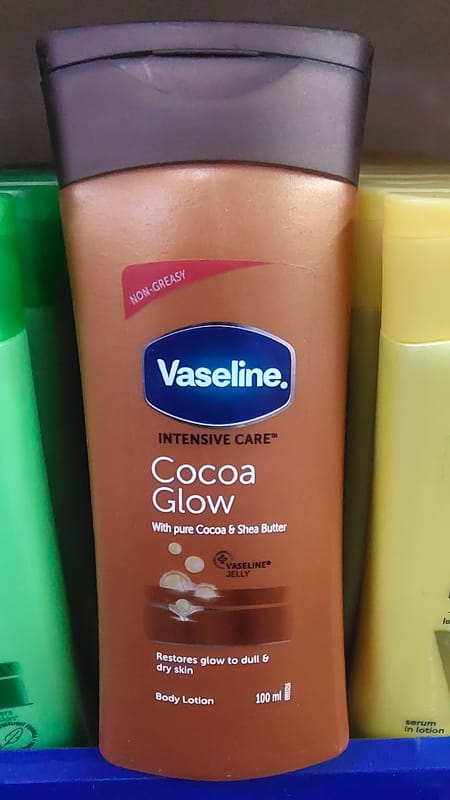 NON-GREASY
Vaseline.
INTENSIVE CARE™
Cocoa
Glow
With pure Cocoa & Shea Butter
VASELINE®
JELLY
Restores glow to dull &
dry skin
Body Lotion 100 ml
serum
in lotion